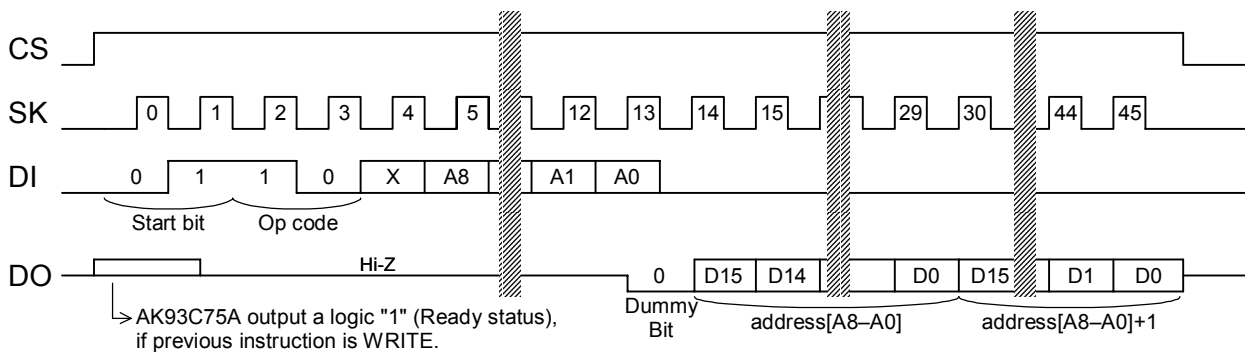 CS
SK 0 1 2 3 4 5 12 13 14 15 29 30 44 45
DI 0 1 1 0 X A8 A1 A0
Start bit Op code
DO Hi-Z 0 D15 D14 D0 D15 D1 D0
Dummy
Bit
address[A8–A0] address[A8–A0]+1
AK93C75A output a logic "1" (Ready status),
if previous instruction is WRITE.